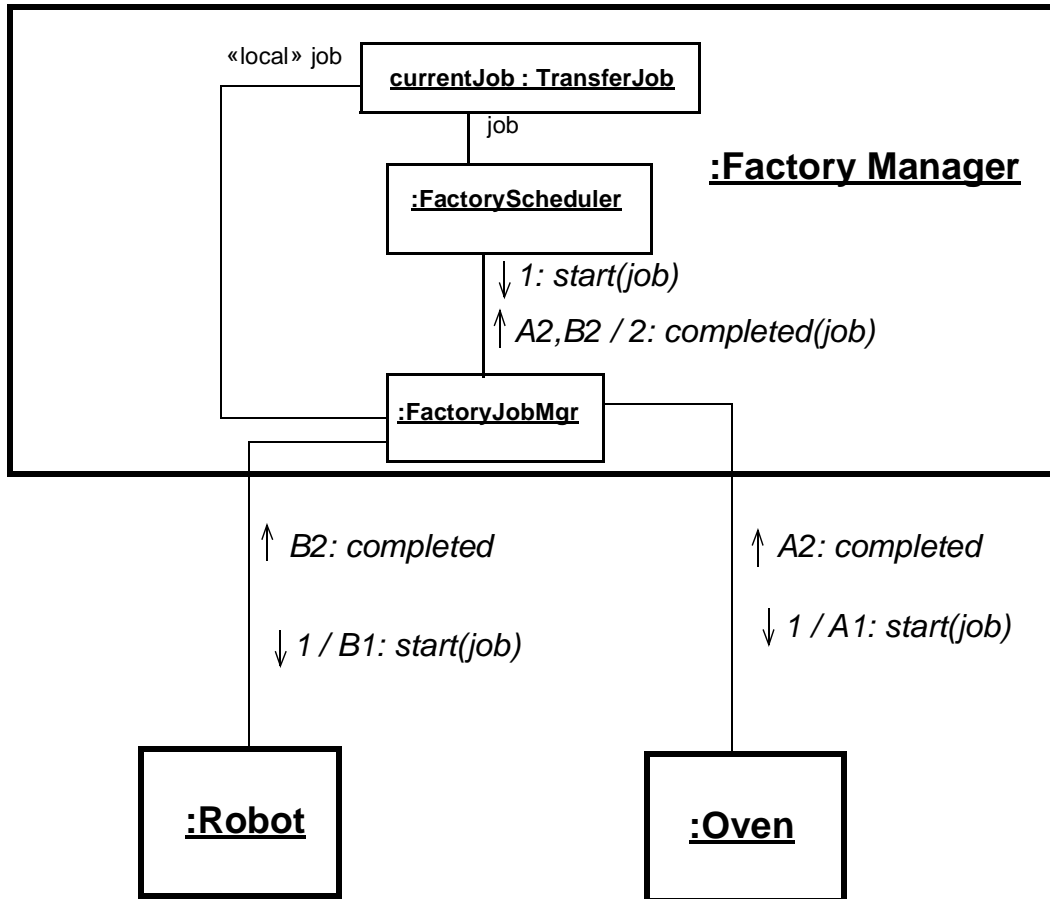 «local» job
currentJob : TransferJob
job
:Factory Manager
:FactoryScheduler
1: start(job)
A2,B2 / 2: completed(job)
:FactoryJobMgr
B2: completed
A2: completed
1 / B1: start(job)
1 / A1: start(job)
:Robot
:Oven